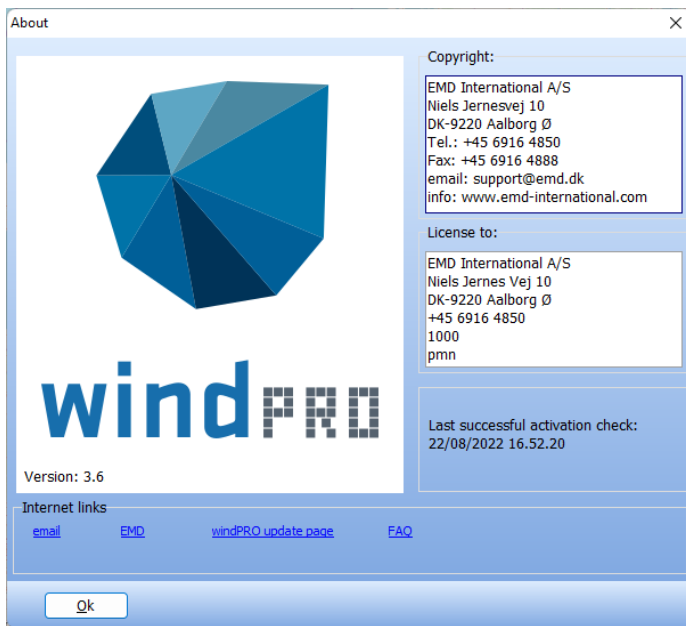 About
windPRO
Version: 3.6
Copyright:
EMD International A/S
Niels Jernesvej 10
DK-9220 Aalborg Ø
Tel.: +45 6916 4850
Fax: +45 6916 4888
email: support@emd.dk
info: www.emd-international.com
License to:
EMD International A/S
Niels Jernes Vej 10
DK-9220 Aalborg Ø
+45 6916 4850
1000
pmn
Last successful activation check:
22/08/2022 16.52.20
Internet links
email EMD windPRO update page FAQ
Ok